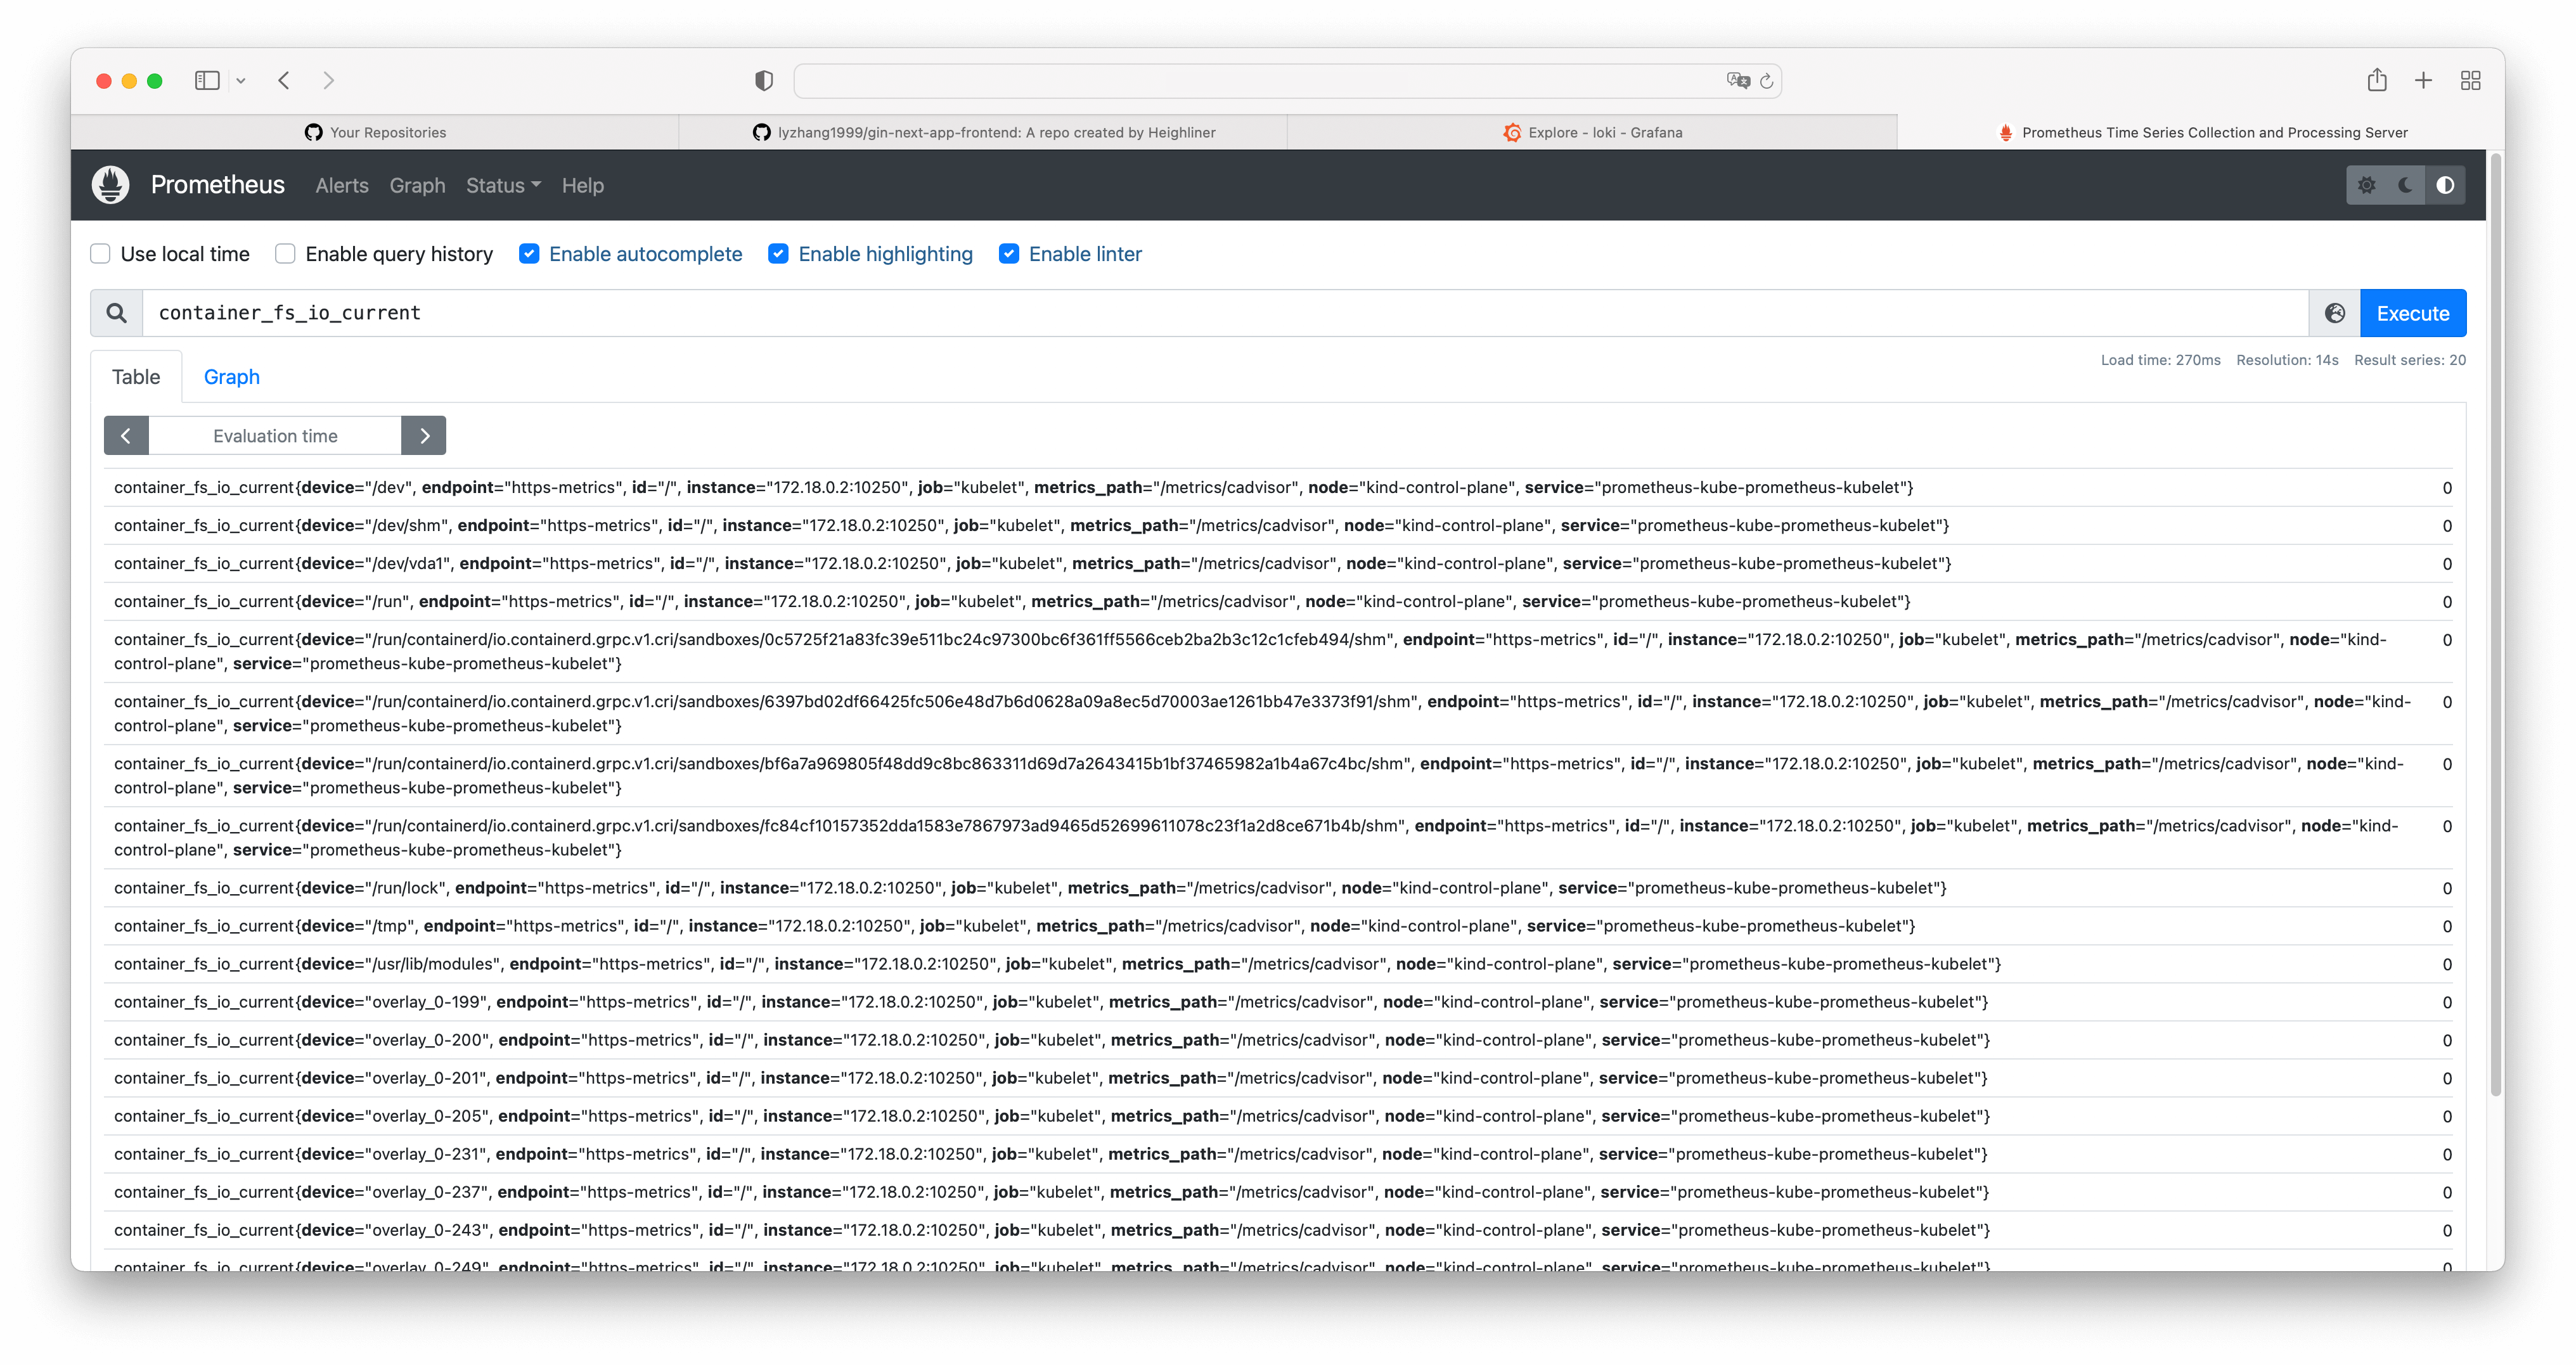 Your Repositories
lyzhang1999/gin-next-app-frontend: A repo created by Heighliner
Explore - loki - Grafana
Prometheus Time Series Collection and Processing Server
Prometheus Alerts Graph Status Help
Use local time Enable query history Enable autocomplete Enable highlighting Enable linter
container_fs_io_current Execute
Table Graph Load time: 270ms Resolution: 14s Result series: 20
Evaluation time
container_fs_io_current{device="/dev", endpoint="https-metrics", id="/", instance="172.18.0.2:10250", job="kubelet", metrics_path="/metrics/cadvisor", node="kind-control-plane", service="prometheus-kube-prometheus-kubelet"} 0
container_fs_io_current{device="/dev/shm", endpoint="https-metrics", id="/", instance="172.18.0.2:10250", job="kubelet", metrics_path="/metrics/cadvisor", node="kind-control-plane", service="prometheus-kube-prometheus-kubelet"} 0
container_fs_io_current{device="/dev/vda1", endpoint="https-metrics", id="/", instance="172.18.0.2:10250", job="kubelet", metrics_path="/metrics/cadvisor", node="kind-control-plane", service="prometheus-kube-prometheus-kubelet"} 0
container_fs_io_current{device="/run", endpoint="https-metrics", id="/", instance="172.18.0.2:10250", job="kubelet", metrics_path="/metrics/cadvisor", node="kind-control-plane", service="prometheus-kube-prometheus-kubelet"} 0
container_fs_io_current{device="/run/containerd/io.containerd.grpc.v1.cri/sandboxes/0c5725f21a83fc39e511bc24c97300bc6f361ff5566ceb2ba2b3c12c1cfeb494/shm", endpoint="https-metrics", id="/", instance="172.18.0.2:10250", job="kubelet", metrics_path="/metrics/cadvisor", node="kind- 0
control-plane", service="prometheus-kube-prometheus-kubelet"}
container_fs_io_current{device="/run/containerd/io.containerd.grpc.v1.cri/sandboxes/6397bd02df66425fc506e48d7b6d0628a09a8ec5d70003ae1261bb47e3373f91/shm", endpoint="https-metrics", id="/", instance="172.18.0.2:10250", job="kubelet", metrics_path="/metrics/cadvisor", node="kind- 0
control-plane", service="prometheus-kube-prometheus-kubelet"}
container_fs_io_current{device="/run/containerd/io.containerd.grpc.v1.cri/sandboxes/bf6a7a969805f48dd9c8bc863311d69d7a2643415b1bf37465982a1b4a67c4bc/shm", endpoint="https-metrics", id="/", instance="172.18.0.2:10250", job="kubelet", metrics_path="/metrics/cadvisor", node="kind- 0
control-plane", service="prometheus-kube-prometheus-kubelet"}
container_fs_io_current{device="/run/containerd/io.containerd.grpc.v1.cri/sandboxes/fc84cf10157352dda1583e7867973ad9465d52699611078c23f1a2d8ce671b4b/shm", endpoint="https-metrics", id="/", instance="172.18.0.2:10250", job="kubelet", metrics_path="/metrics/cadvisor", node="kind- 0
control-plane", service="prometheus-kube-prometheus-kubelet"}
container_fs_io_current{device="/run/lock", endpoint="https-metrics", id="/", instance="172.18.0.2:10250", job="kubelet", metrics_path="/metrics/cadvisor", node="kind-control-plane", service="prometheus-kube-prometheus-kubelet"} 0
container_fs_io_current{device="/tmp", endpoint="https-metrics", id="/", instance="172.18.0.2:10250", job="kubelet", metrics_path="/metrics/cadvisor", node="kind-control-plane", service="prometheus-kube-prometheus-kubelet"} 0
container_fs_io_current{device="/usr/lib/modules", endpoint="https-metrics", id="/", instance="172.18.0.2:10250", job="kubelet", metrics_path="/metrics/cadvisor", node="kind-control-plane", service="prometheus-kube-prometheus-kubelet"} 0
container_fs_io_current{device="overlay_0-199", endpoint="https-metrics", id="/", instance="172.18.0.2:10250", job="kubelet", metrics_path="/metrics/cadvisor", node="kind-control-plane", service="prometheus-kube-prometheus-kubelet"} 0
container_fs_io_current{device="overlay_0-200", endpoint="https-metrics", id="/", instance="172.18.0.2:10250", job="kubelet", metrics_path="/metrics/cadvisor", node="kind-control-plane", service="prometheus-kube-prometheus-kubelet"} 0
container_fs_io_current{device="overlay_0-201", endpoint="https-metrics", id="/", instance="172.18.0.2:10250", job="kubelet", metrics_path="/metrics/cadvisor", node="kind-control-plane", service="prometheus-kube-prometheus-kubelet"} 0
container_fs_io_current{device="overlay_0-205", endpoint="https-metrics", id="/", instance="172.18.0.2:10250", job="kubelet", metrics_path="/metrics/cadvisor", node="kind-control-plane", service="prometheus-kube-prometheus-kubelet"} 0
container_fs_io_current{device="overlay_0-231", endpoint="https-metrics", id="/", instance="172.18.0.2:10250", job="kubelet", metrics_path="/metrics/cadvisor", node="kind-control-plane", service="prometheus-kube-prometheus-kubelet"} 0
container_fs_io_current{device="overlay_0-237", endpoint="https-metrics", id="/", instance="172.18.0.2:10250", job="kubelet", metrics_path="/metrics/cadvisor", node="kind-control-plane", service="prometheus-kube-prometheus-kubelet"} 0
container_fs_io_current{device="overlay_0-243", endpoint="https-metrics", id="/", instance="172.18.0.2:10250", job="kubelet", metrics_path="/metrics/cadvisor", node="kind-control-plane", service="prometheus-kube-prometheus-kubelet"} 0
container_fs_io_current{device="overlay_0-249", endpoint="https-metrics", id="/", instance="172.18.0.2:10250", job="kubelet", metrics_path="/metrics/cadvisor", node="kind-control-plane", service="prometheus-kube-prometheus-kubelet"} 0